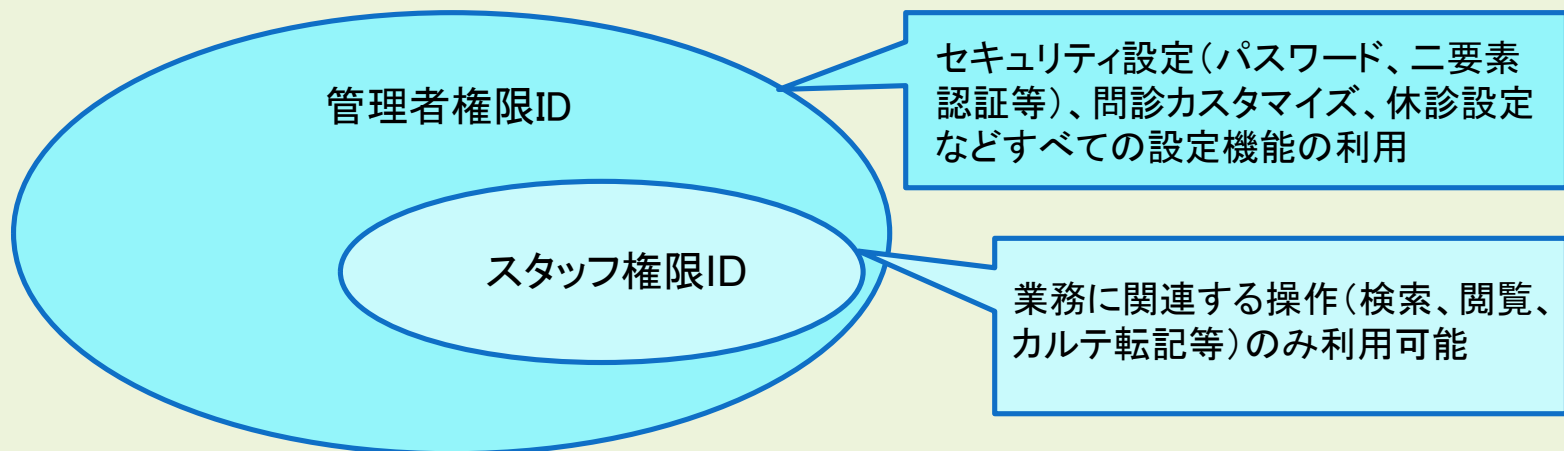 管理者権限ID
セキュリティ設定（パスワード、二要素
認証等）、問診カスタマイズ、休診設定
などすべての設定機能の利用
スタッフ権限ID
業務に関連する操作（検索、閲覧、
カルテ転記等）のみ利用可能